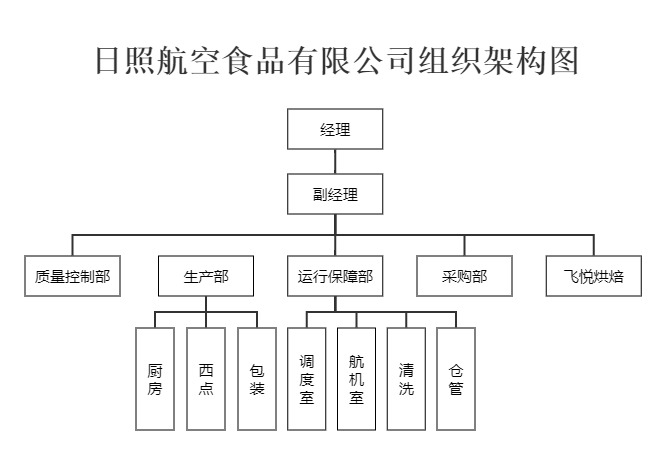 日照航空食品有限公司组织架构图
经理
副经理
质量控制部
生产部
运行保障部
采购部
飞悦烘焙
厨房
西点
包装
调度室
航机室
清洗
仓管